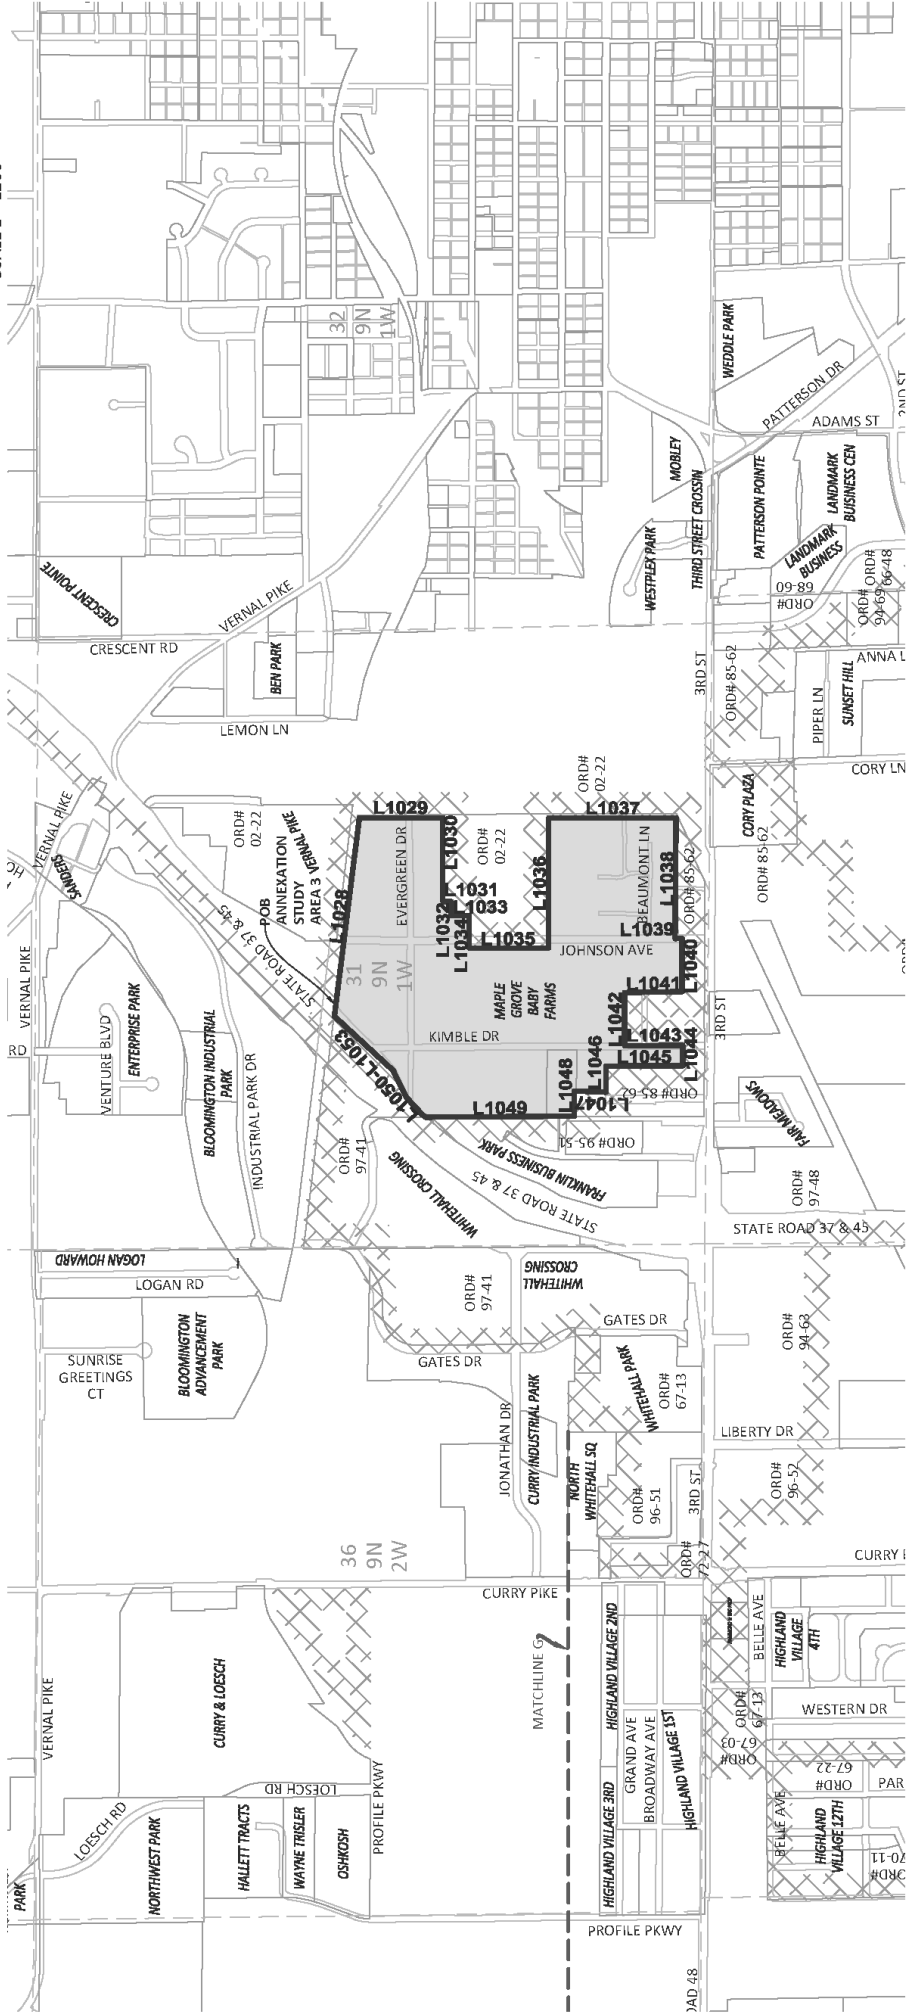 32
9N
1W
WEDDLE PARK
PATTERSON DR
2ND ST
ADAMS ST
MOBLEY
THIRD STREET CROSSIN
PATTERSON POINTE
LANDMARK
BUISINESS CEN
LANDMARK
BUSINESS
WESTPLEX PARK
ORD#
68-60
ORD#
94-69
ORD#
66-48
CRESCENT POINTE
VERNAL PIKE
CRESCENT RD
BEN PARK
3RD ST
ORD# 85-62
ANNA L
PIPER LN
SUNSET HILL
LEMON LN
CORY LN
ORD#
02-22
CORY PLAZA
ORD# 85-62
VERNAL PIKE
SANDERS
HO
ORD#
02-22
VERNAL PIKE
POB
ANNEXATION
STUDY
AREA 3
L1028
L1029
L1030
L1031
L1032
L1033
L1034
L1035
L1036
L1037
L1038
L1039
L1040
L1041
L1042
L1043
L1044
L1045
L1046
L1047
L1048
L1049
L1050-L1053
EVERGREEN DR
ORD#
02-22
BEAUMONT LN
ORD# 85-62
JOHNSON AVE
31
9N
1W
MAPLE
GROVE
BABY
FARMS
KIMBLE DR
3RD ST
STATE ROAD 37 & 45
VERNAL PIKE
RD
VENTURE BLVD
ENTERPRISE PARK
BLOOMINGTON INDUSTRIAL
PARK
INDUSTRIAL PARK DR
ORD# 85-62
ORD# 95-51
FRANKLIN BUSINESS PARK
STATE ROAD 37 & 45
WHITEHALL CROSSING
ORD#
97-41
FAIR MEADOWS
ORD#
97-48
STATE ROAD 37 & 45
LOGAN HOWARD
LOGAN RD
WHITEHALL
CROSSING
ORD#
97-41
GATES DR
GATES DR
ORD#
94-63
SUNRISE
GREETINGS
CT
BLOOMINGTON
ADVANCEMENT
PARK
JONATHAN DR
CURRY INDUSTRIAL PARK
WHITEHALL PARK
ORD#
67-13
LIBERTY DR
NORTH
WHITEHALL SQ
ORD#
96-51
3RD ST
ORD#
96-52
36
9N
2W
ORD#
72-27
CURRY
CURRY PIKE
MATCHLINE G
HIGHLAND VILLAGE 2ND
BELLE AVE
HIGHLAND
VILLAGE
4TH
CURRY & LOESCH
VERNAL PIKE
ORD#
67-13
WESTERN DR
GRAND AVE
BROADWAY AVE
HIGHLAND VILLAGE 1ST
ORD#
67-03
ORD#
67-22
PAR
HIGHLAND VILLAGE 3RD
BELLE AVE
HIGHLAND
VILLAGE 12TH
ORD#
70-11
LOESCH RD
LOESCH RD
PROFILE PKWY
NORTHWEST PARK
HALLETT TRACTS
WAYNE TRISLER
OSHKOSH
PARK
PROFILE PKWY
OAD 48